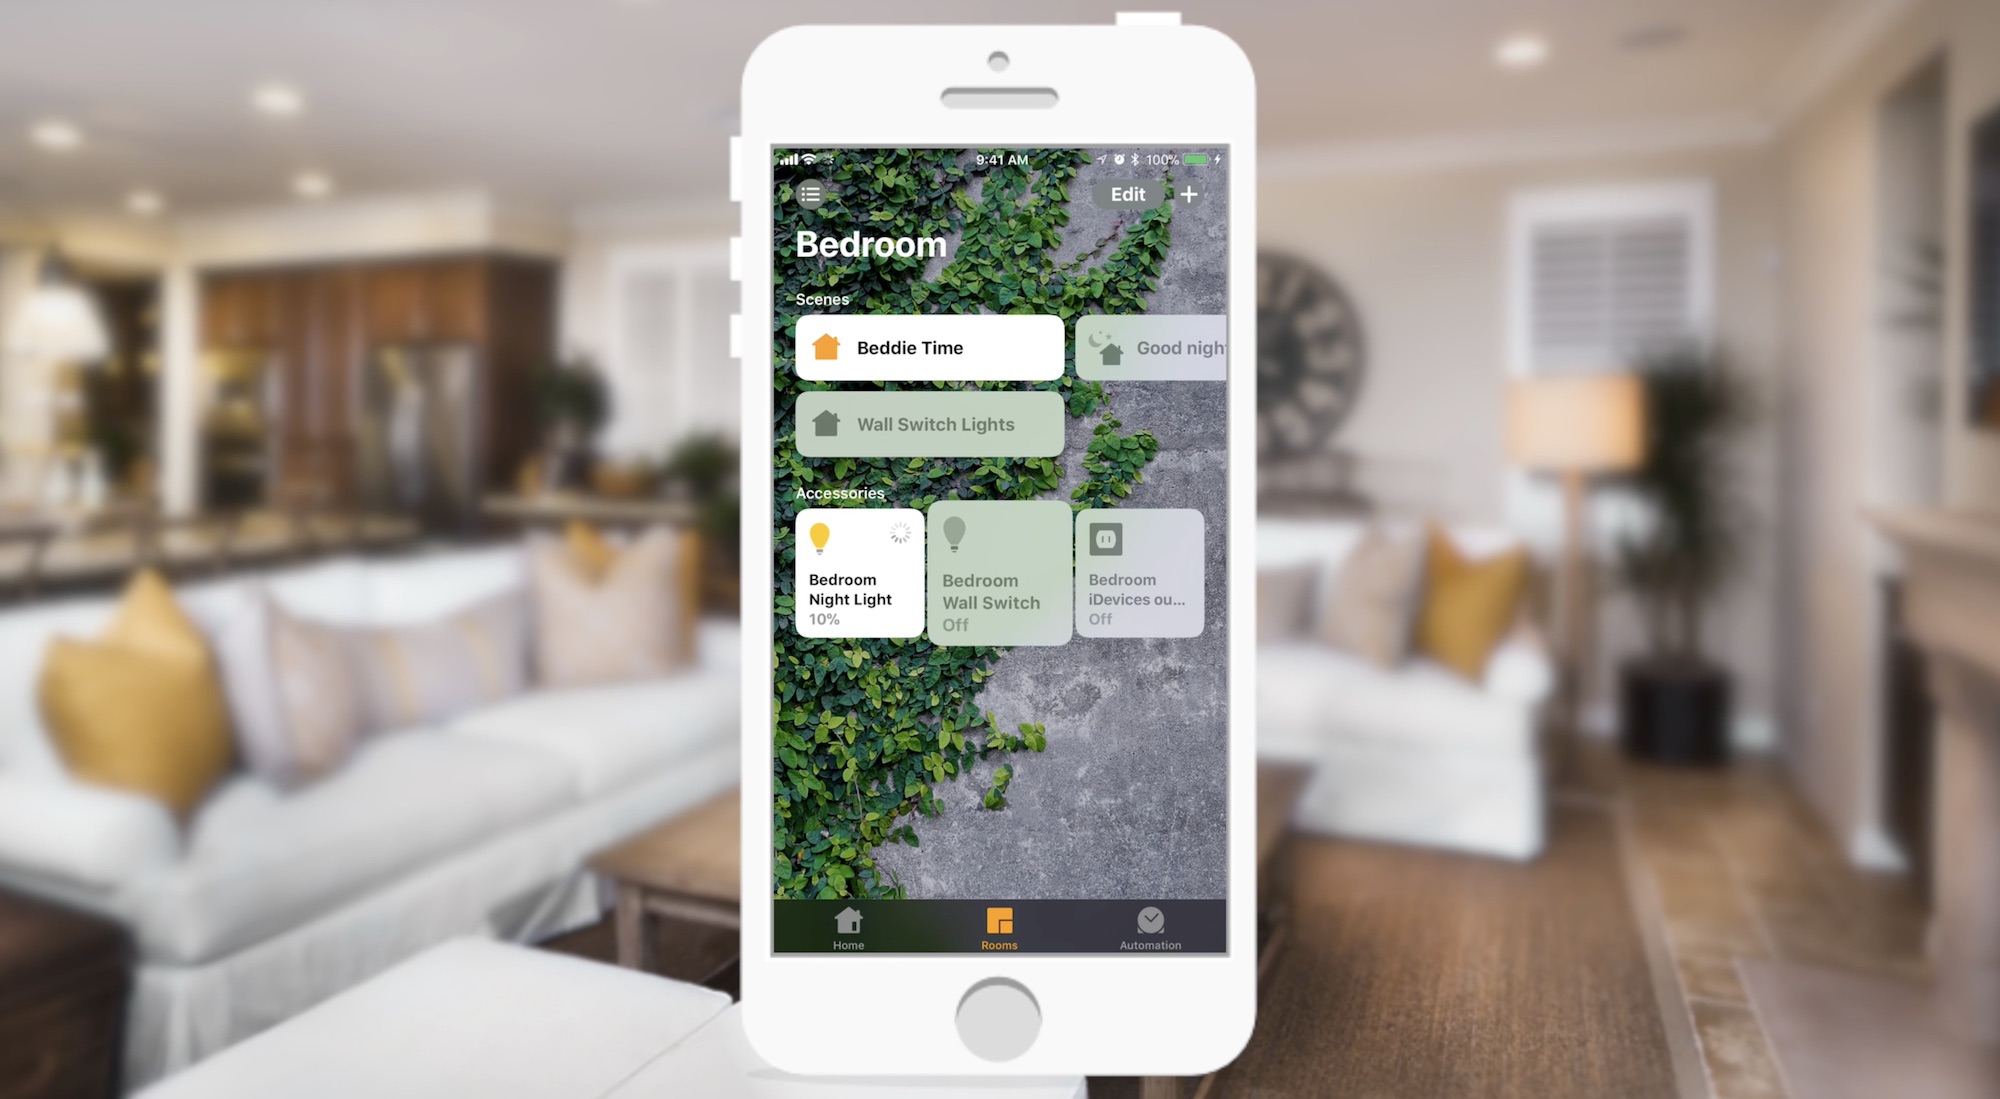 9:41 AM
100%
Edit
Bedroom
Scenes
Beddie Time
Good nigh
Wall Switch Lights
Accessories
Bedroom
Night Light
10%
Bedroom
Wall Switch
Off
Bedroom
iDevices ou...
Off
Home
Rooms
Automation